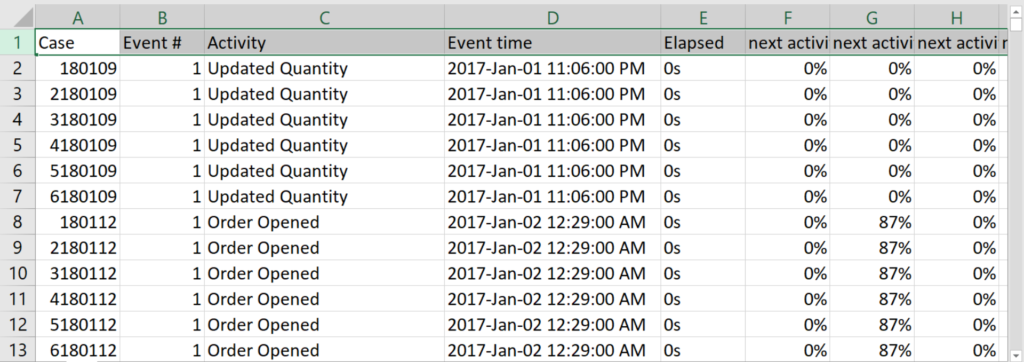 A B C D E F G H
1 Case Event # Activity Event time Elapsed next activi next activi next activi r
2 180109 1 Updated Quantity 2017-Jan-01 11:06:00 PM 0s 0% 0% 0%
3 2180109 1 Updated Quantity 2017-Jan-01 11:06:00 PM 0s 0% 0% 0%
4 3180109 1 Updated Quantity 2017-Jan-01 11:06:00 PM 0s 0% 0% 0%
5 4180109 1 Updated Quantity 2017-Jan-01 11:06:00 PM 0s 0% 0% 0%
6 5180109 1 Updated Quantity 2017-Jan-01 11:06:00 PM 0s 0% 0% 0%
7 6180109 1 Updated Quantity 2017-Jan-01 11:06:00 PM 0s 0% 0% 0%
8 180112 1 Order Opened 2017-Jan-02 12:29:00 AM 0s 0% 87% 0%
9 2180112 1 Order Opened 2017-Jan-02 12:29:00 AM 0s 0% 87% 0%
10 3180112 1 Order Opened 2017-Jan-02 12:29:00 AM 0s 0% 87% 0%
11 4180112 1 Order Opened 2017-Jan-02 12:29:00 AM 0s 0% 87% 0%
12 5180112 1 Order Opened 2017-Jan-02 12:29:00 AM 0s 0% 87% 0%
13 6180112 1 Order Opened 2017-Jan-02 12:29:00 AM 0s 0% 87% 0%